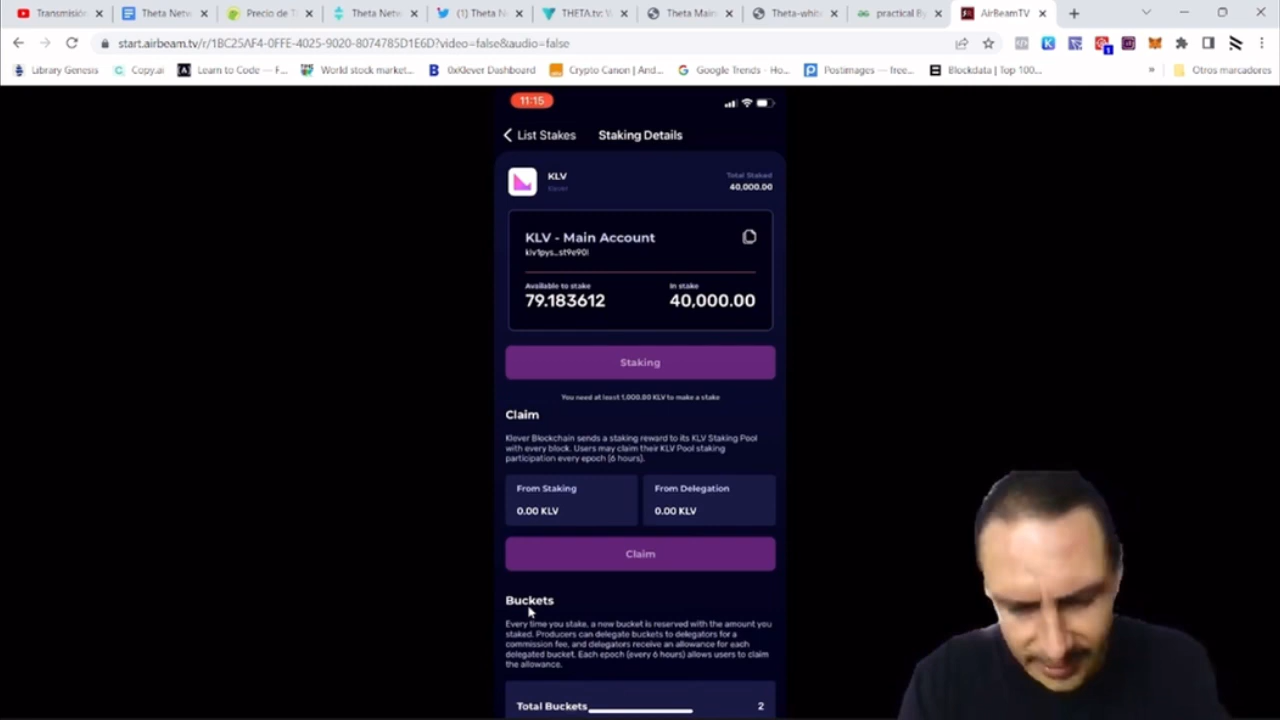 Transmisión
Theta Netw
Precio de T
Theta Netw
(1) Theta N
THETA.tv: W
Theta Main
Theta-white
practical By
AirBeamTV
start.airbeam.tv/r/1BC25AF4-0FFE-4025-9020-8074785D1E6D?video=false&audio=false
Library Genesis
Copy.ai
Learn to Code — F...
World stock market...
0xKlever Dashboard
Crypto Canon | And...
Google Trends - Ho...
Postimages — free...
Blockdata | Top 100...
»
Otros marcadores
11:15
List Stakes
Staking Details
KLV
Total Staked
40,000.00
KLV - Main Account
Available to stake
In stake
79.183612
40,000.00
Staking
You need at least 1,000.00 KLV to make a stake
Claim
Klever Blockchain sends a staking reward to its KLV Staking Pool
with every block. Users may claim their KLV Pool staking
participation every epoch (6 hours).
From Staking
From Delegation
0.00 KLV
0.00 KLV
Claim
Buckets
Every time you stake, a new bucket is reserved with the amount you
staked. Producers can delegate buckets to delegators for a
commission fee, and delegators receive an allowance for each
delegated bucket. Each epoch (every 6 hours) allows users to claim
the allowance.
Total Buckets
2